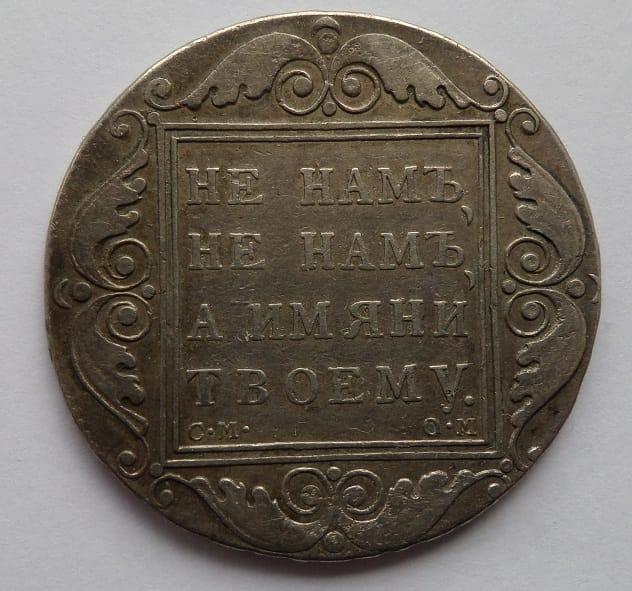 НЕ НАМЪ,
НЕ НАМЪ,
А ИМЯНИ
ТВОЕМУ.
С·М· О·М